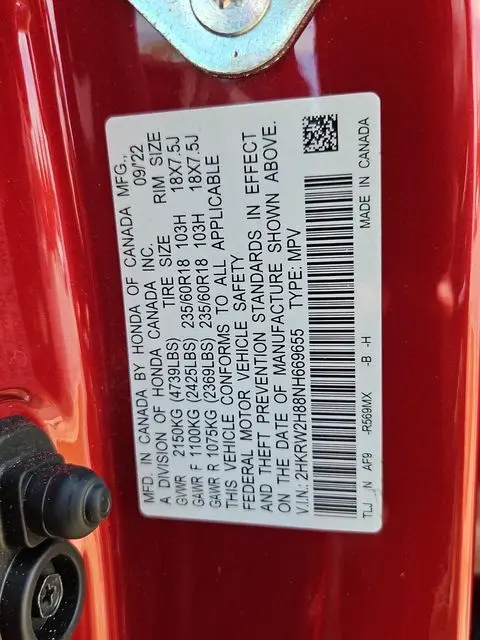 MFD. IN CANADA BY HONDA OF CANADA MFG.,
A DIVISION OF HONDA CANADA INC. 09/22
TIRE SIZE RIM SIZE
GVWR 2150KG (4739LBS)
GAWR F 1100KG (2425LBS) 235/60R18 103H 18X7.5J
GAWR R 1075KG (2369LBS) 235/60R18 103H 18X7.5J
THIS VEHICLE CONFORMS TO ALL APPLICABLE
FEDERAL MOTOR VEHICLE SAFETY
AND THEFT PREVENTION STANDARDS IN EFFECT
ON THE DATE OF MANUFACTURE SHOWN ABOVE.
V.I.N.: 2HKRW2H88NH669655 TYPE: MPV
TLJ _N AF9 -R569MX -B -H MADE IN CANADA